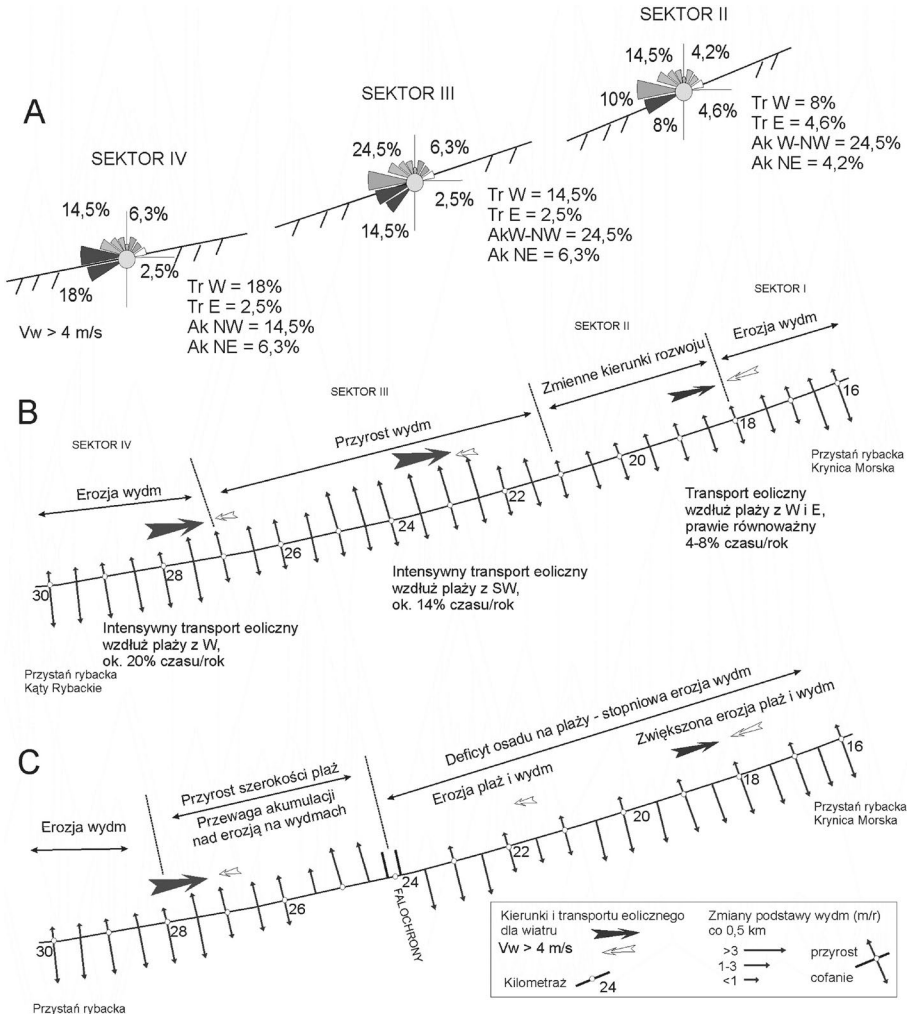 SEKTOR II
14,5%
4,2%
10%
8%
4,6%
Tr W = 8%
Tr E = 4,6%
Ak W-NW = 24,5%
Ak NE = 4,2%
SEKTOR III
24,5%
6,3%
2,5%
14,5%
Tr W = 14,5%
Tr E = 2,5%
AkW-NW = 24,5%
Ak NE = 6,3%
A
SEKTOR IV
14,5%
6,3%
2,5%
18%
Tr W = 18%
Tr E = 2,5%
Ak NW = 14,5%
Ak NE = 6,3%
Vw > 4 m/s
SEKTOR I
Erozja wydm
SEKTOR II
Zmienne kierunki rozwoju
SEKTOR III
Przyrost wydm
B
SEKTOR IV
Erozja wydm
16
18
20
22
24
26
28
30
Przystań rybacka
Krynica Morska
Transport eoliczny
wzdłuż plaży z W i E,
prawie równoważny
4-8% czasu/rok
Intensywny transport eoliczny
wzdłuż plaży z SW,
ok. 14% czasu/rok
Intensywny transport eoliczny
wzdłuż plaży z W,
ok. 20% czasu/rok
Przystań rybacka
Kąty Rybackie
C
Deficyt osadu na plaży - stopniowa erozja wydm
Zwiększona erozja plaż i wydm
Erozja plaż i wydm
Przyrost szerokości plaż
Przewaga akumulacji
nad erozją na wydmach
Erozja wydm
16
18
20
22
24
26
28
30
Przystań rybacka
Krynica Morska
FALOCHRONY
Przystań rybacka
Kierunki i transportu eolicznego
dla wiatru
Vw > 4 m/s
Kilometraż
24
Zmiany podstawy wydm (m/r)
co 0,5 km
>3
1-3
<1
przyrost
cofanie